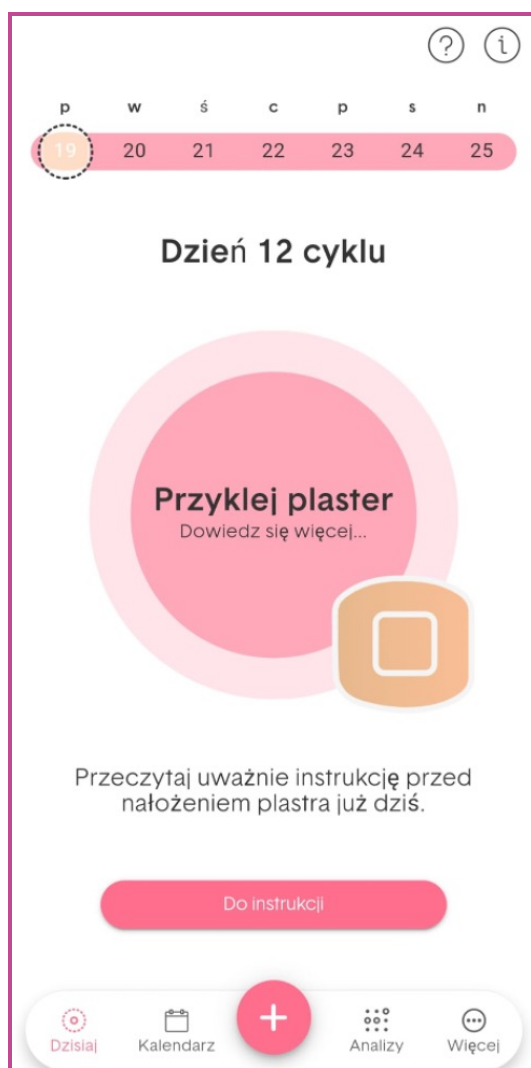 ? i
p w ś c p s n
19 20 21 22 23 24 25
Dzień 12 cyklu
Przyklej plaster
Dowiedz się więcej...
Przeczytaj uważnie instrukcję przed
nałożeniem plastra już dziś.
Do instrukcji
+
Dzisiaj Kalendarz Analizy Więcej